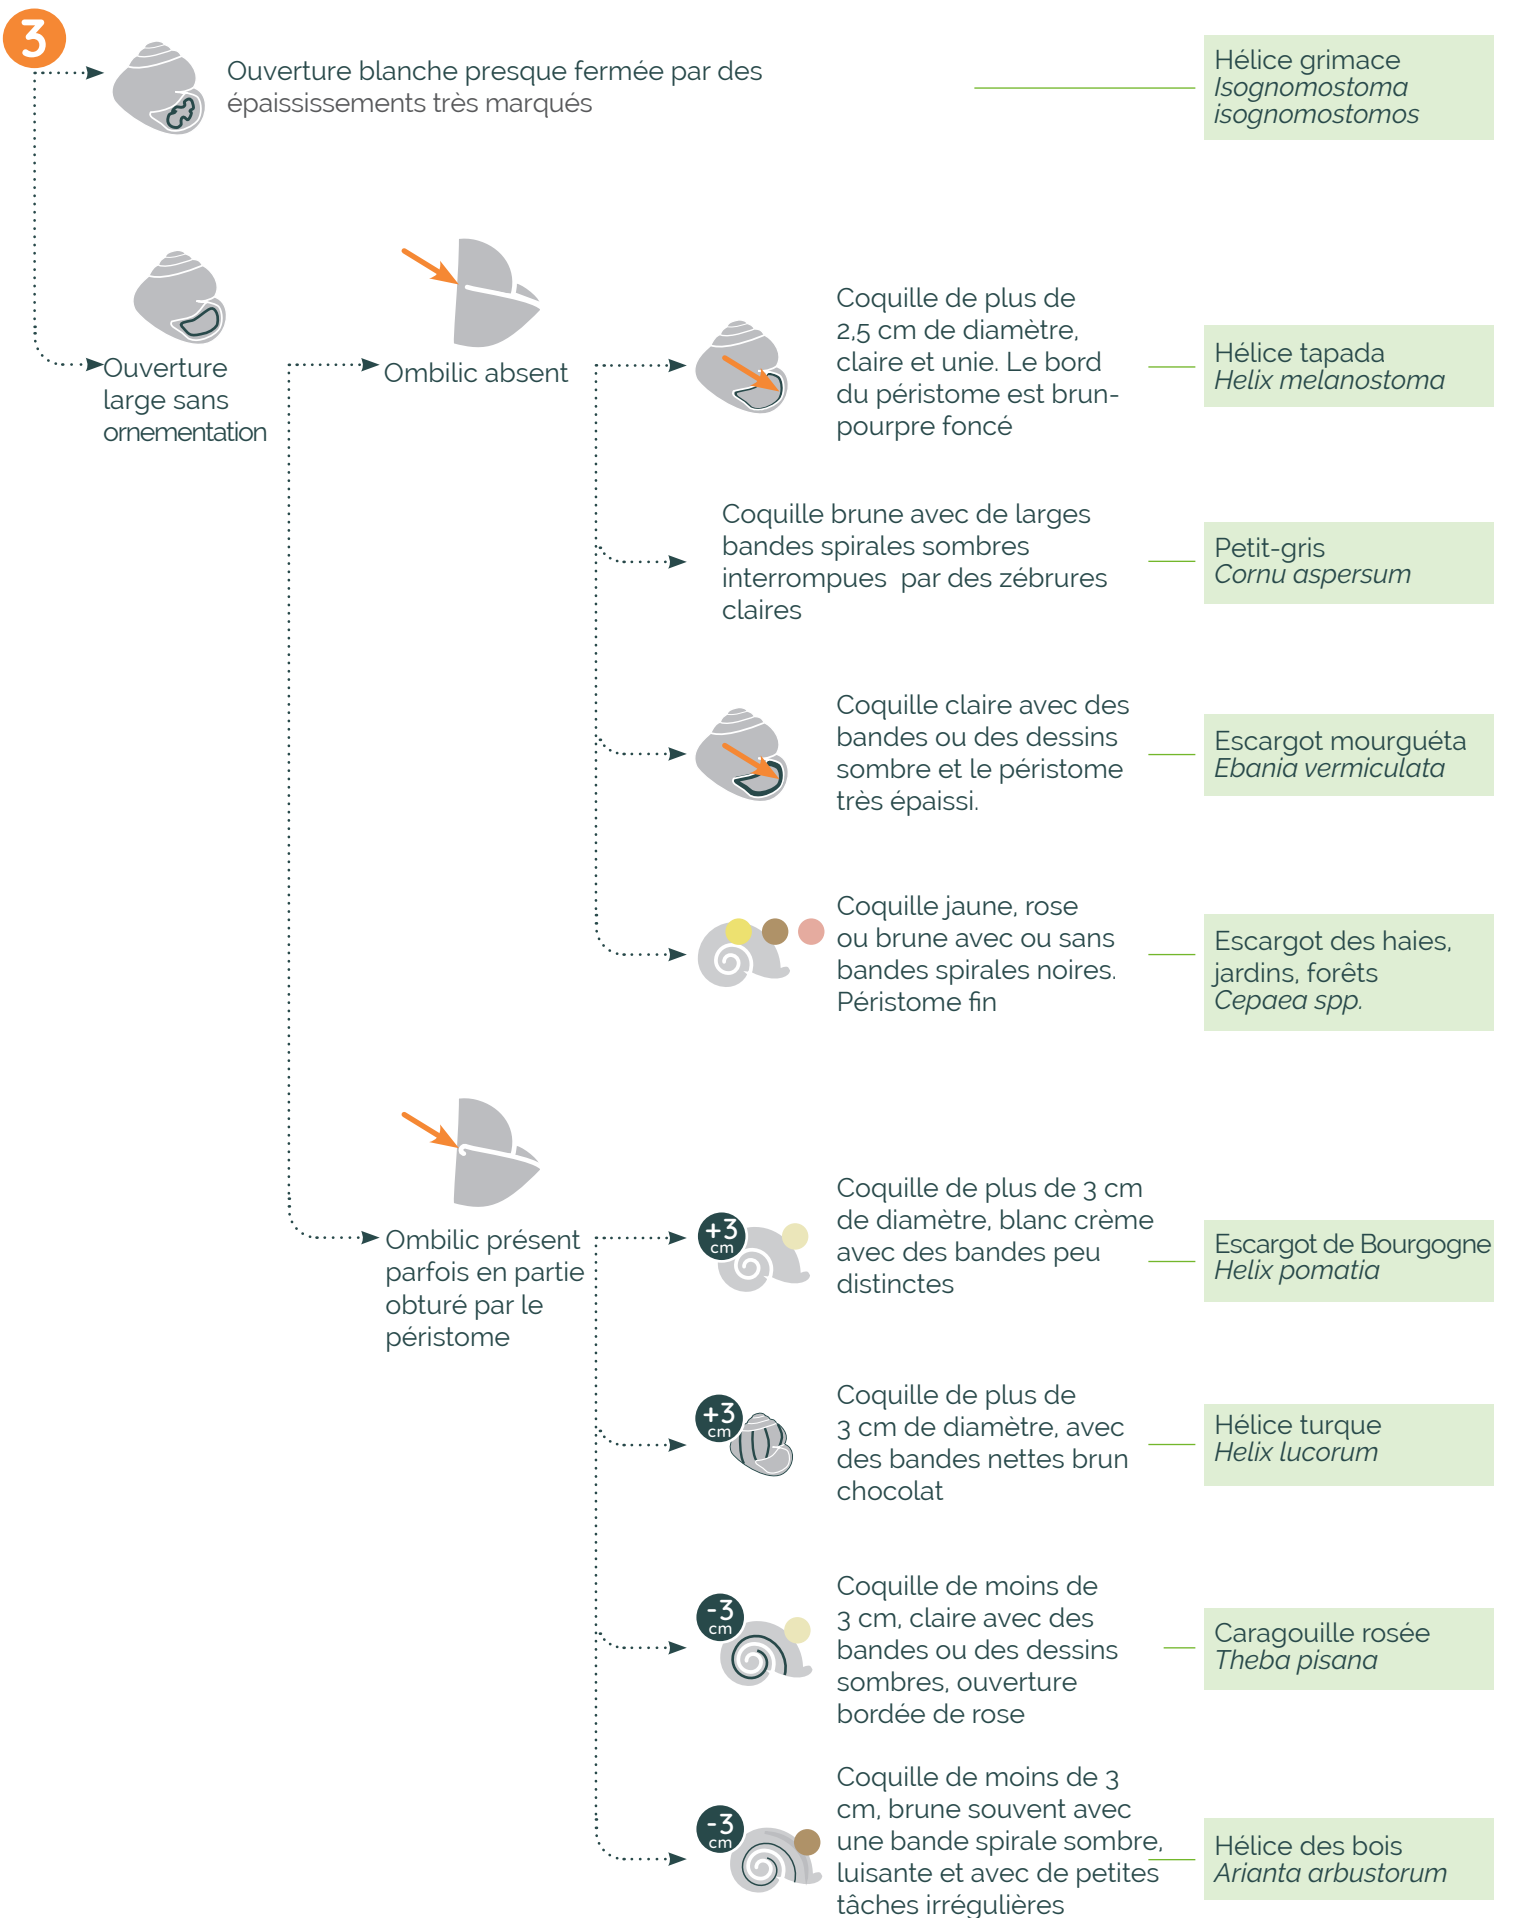 3
Ouverture blanche presque fermée par des
épaississements très marqués
Hélice grimace
Isognomostoma
isognomostomos
Ouverture
large sans
ornementation
Ombilic absent
Coquille de plus de
2,5 cm de diamètre,
claire et unie. Le bord
du péristome est brun-
pourpre foncé
Hélice tapada
Helix melanostoma
Coquille brune avec de larges
bandes spirales sombres
interrompues  par des zébrures
claires
Petit-gris
Cornu aspersum
Coquille claire avec des
bandes ou des dessins
sombre et le péristome
très épaissi.
Escargot mourguéta
Ebania vermiculata
Coquille jaune, rose
ou brune avec ou sans
bandes spirales noires.
Péristome fin
Escargot des haies,
jardins, forêts
Cepaea spp.
Ombilic présent
parfois en partie
obturé par le
péristome
+3
cm
Coquille de plus de 3 cm
de diamètre, blanc crème
avec des bandes peu
distinctes
Escargot de Bourgogne
Helix pomatia
+3
cm
Coquille de plus de
3 cm de diamètre, avec
des bandes nettes brun
chocolat
Hélice turque
Helix lucorum
-3
cm
Coquille de moins de
3 cm, claire avec des
bandes ou des dessins
sombres, ouverture
bordée de rose
Caragouille rosée
Theba pisana
-3
cm
Coquille de moins de 3
cm, brune souvent avec
une bande spirale sombre,
luisante et avec de petites
tâches irrégulières
Hélice des bois
Arianta arbustorum